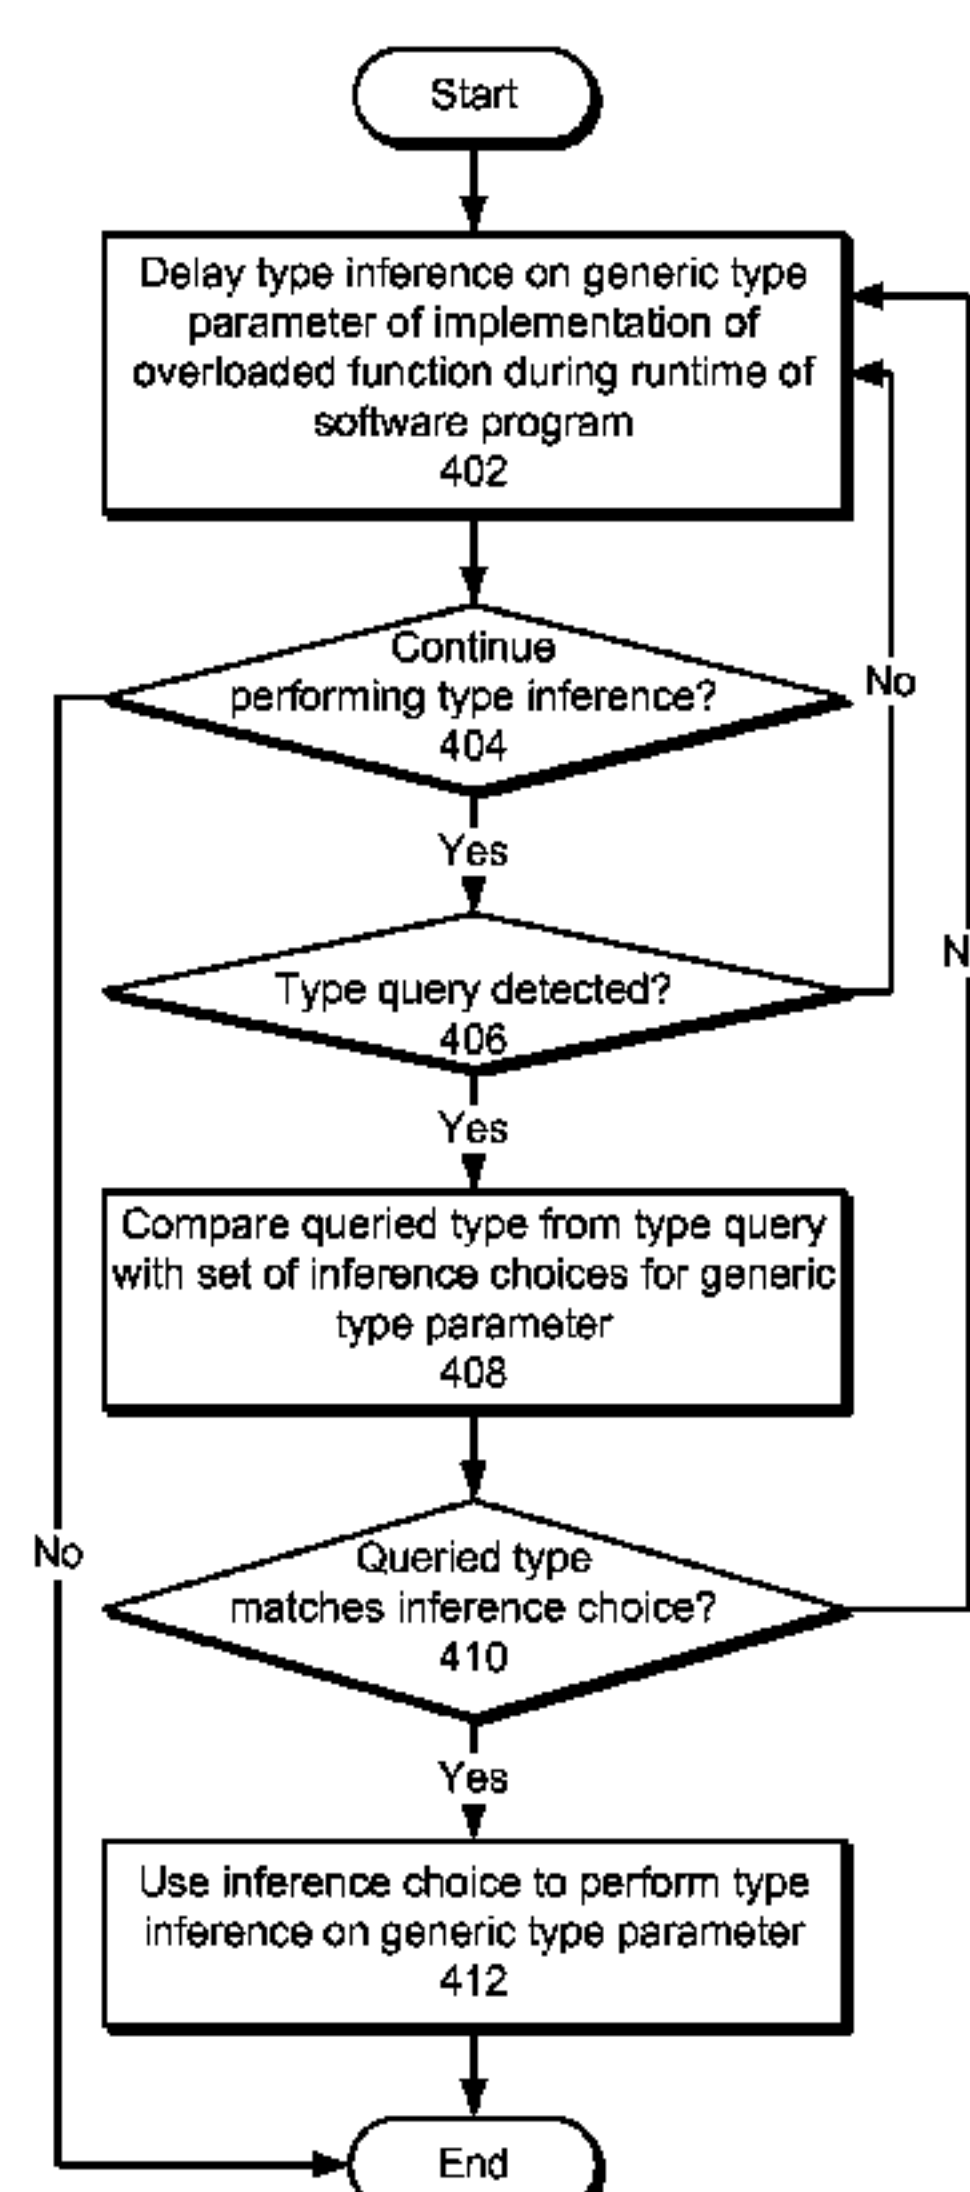 Start
Delay type inference on generic type
parameter of implementation of
overloaded function during runtime of
software program
402
Continue
performing type inference?
404
No
Yes
Type query detected?
406
Yes
Compare queried type from type query
with set of inference choices for generic
type parameter
408
No
Queried type
matches inference choice?
410
Yes
Use inference choice to perform type
inference on generic type parameter
412
End